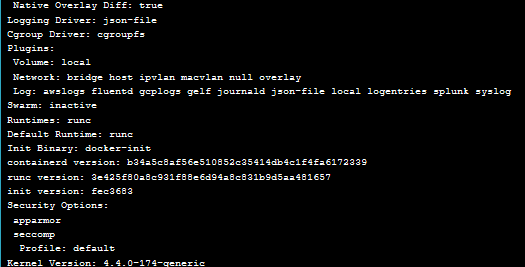 Native Overlay Diff: true
Logging Driver: json-file
Cgroup Driver: cgroupfs
Plugins:
Volume: local
Network: bridge host ipvlan macvlan null overlay
Log: awslogs fluentd gcplogs gelf journald json-file local logentries splunk syslog
Swarm: inactive
Runtimes: runc
Default Runtime: runc
Init Binary: docker-init
containerd version: b34a5c8af56e510852c35414db4c1f4fa6172339
runc version: 3e425f80a8c931f88e6d94a8c831b9d5aa481657
init version: fec3683
Security Options:
apparmor
seccomp
Profile: default
Kernel Version: 4.4.0-174-generic